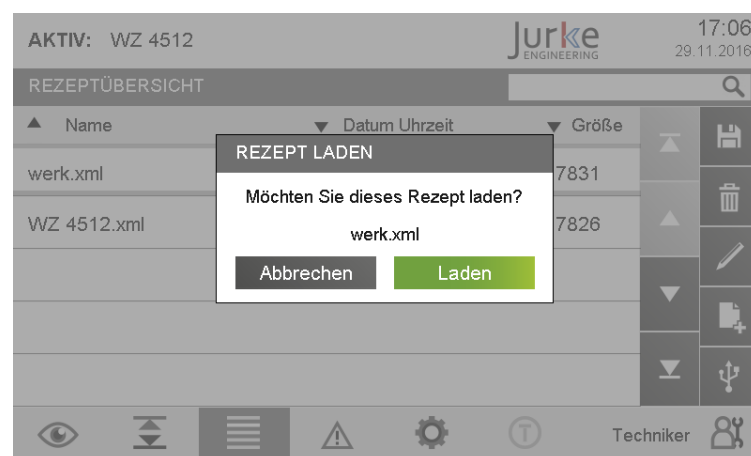 AKTIV: WZ 4512
Jurke
ENGINEERING
17:06
29.11.2016
REZEPTÜBERSICHT
Name
Datum Uhrzeit
Größe
REZEPT LADEN
werk.xml
7831
Möchten Sie dieses Rezept laden?
WZ 4512.xml
7826
werk.xml
Abbrechen
Laden
T
Techniker